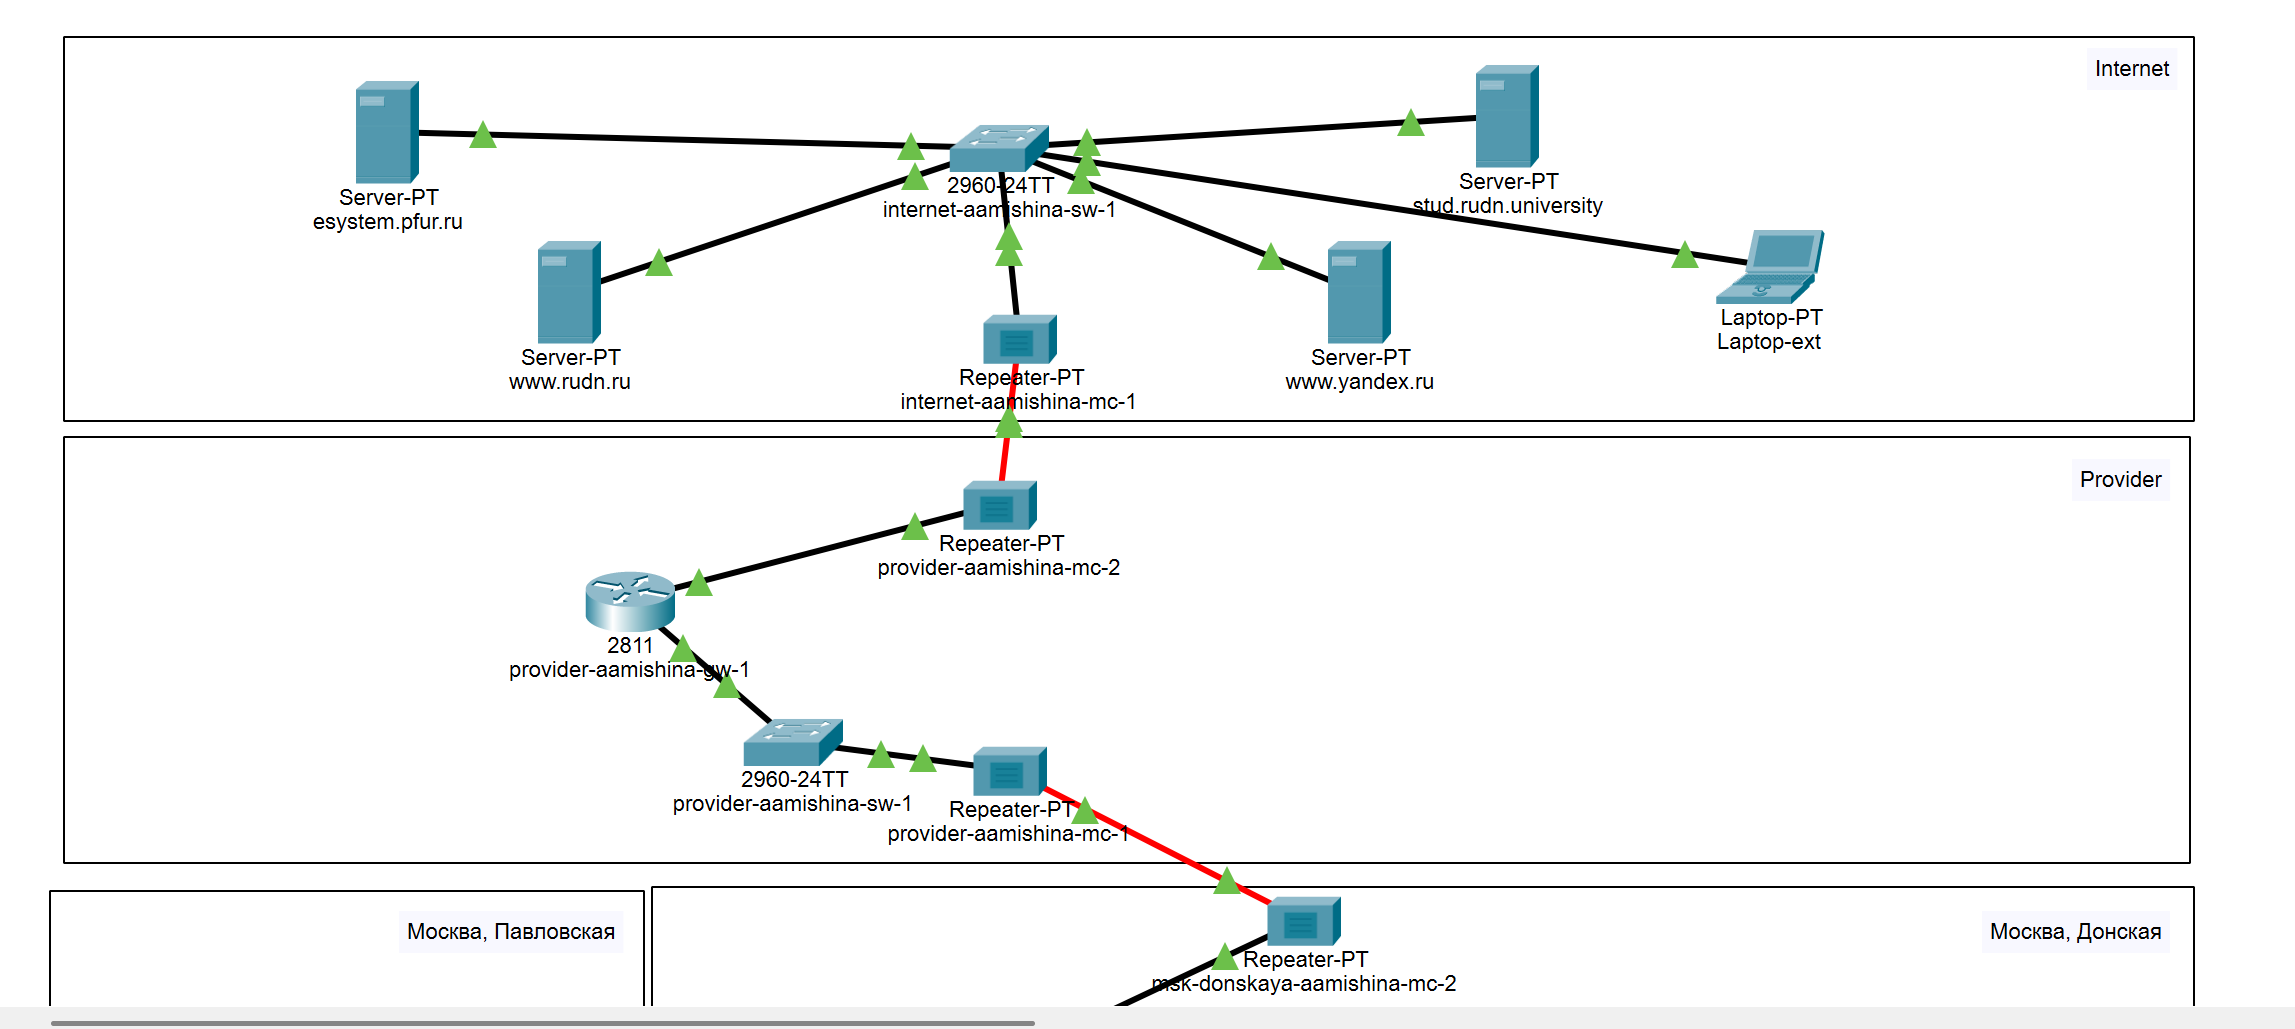 Internet
Server-PT
esystem.pfur.ru
2960-24TT
internet-aamishina-sw-1
Server-PT
stud.rudn.university
Server-PT
www.rudn.ru
Repeater-PT
internet-aamishina-mc-1
Server-PT
www.yandex.ru
Laptop-PT
Laptop-ext
Provider
Repeater-PT
provider-aamishina-mc-2
2811
provider-aamishina-gw-1
2960-24TT
provider-aamishina-sw-1
Repeater-PT
provider-aamishina-mc-1
Москва, Павловская
Москва, Донская
Repeater-PT
msk-donskaya-aamishina-mc-2